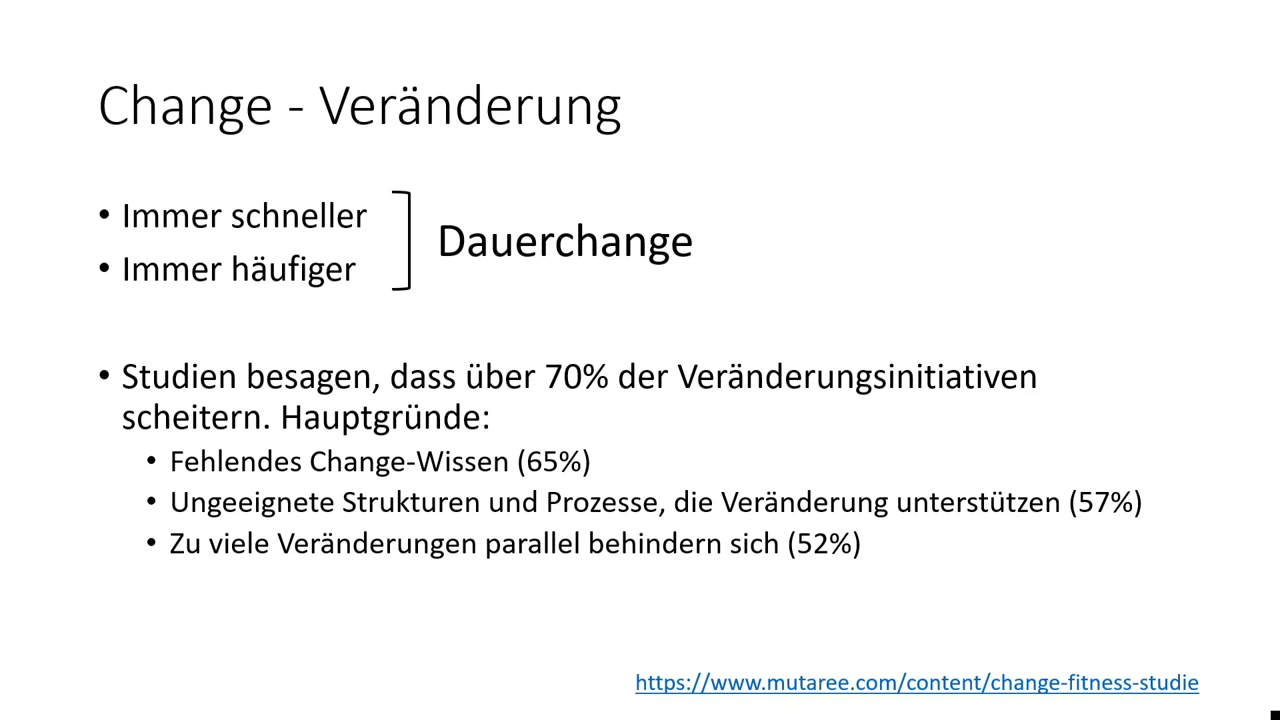 Change - Veränderung
• Immer schneller
• Immer häufiger
Dauerchange
• Studien besagen, dass über 70% der Veränderungsinitiativen
scheitern. Hauptgründe:
• Fehlendes Change-Wissen (65%)
• Ungeeignete Strukturen und Prozesse, die Veränderung unterstützen (57%)
• Zu viele Veränderungen parallel behindern sich (52%)
https://www.mutaree.com/content/change-fitness-studie